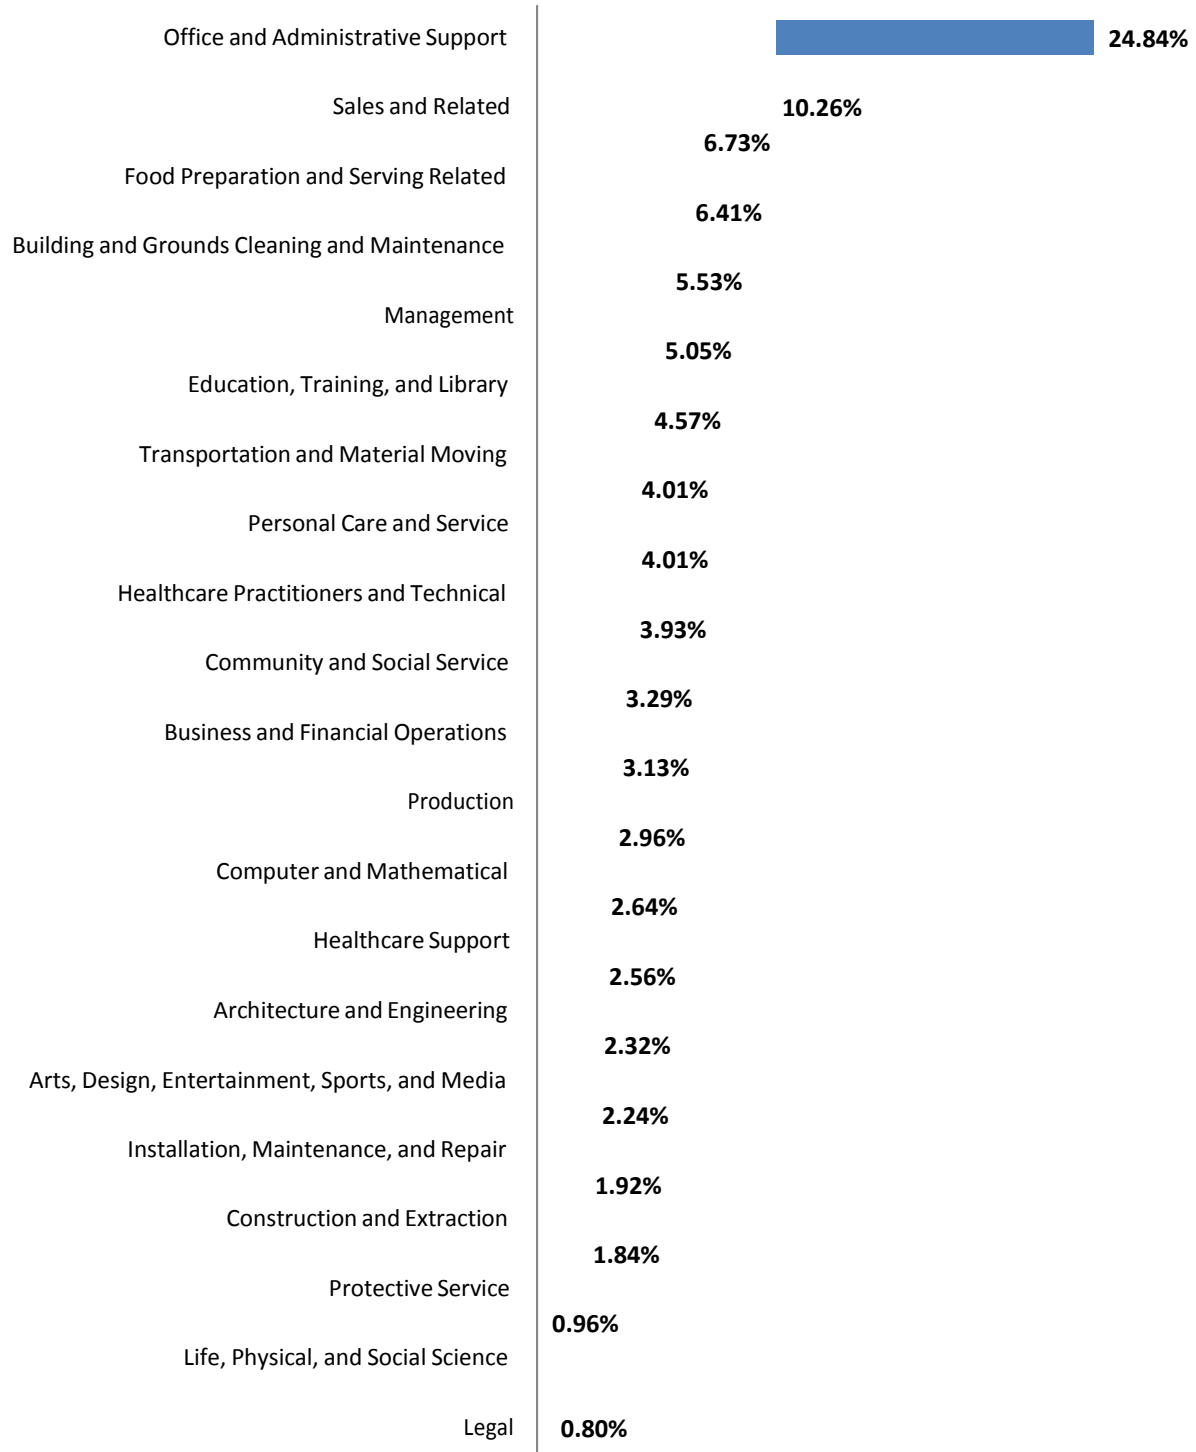 Office and Administrative Support 24.84%
Sales and Related 10.26%
6.73%
Food Preparation and Serving Related
6.41%
Building and Grounds Cleaning and Maintenance
5.53%
Management
5.05%
Education, Training, and Library
4.57%
Transportation and Material Moving
4.01%
Personal Care and Service
4.01%
Healthcare Practitioners and Technical
3.93%
Community and Social Service
3.29%
Business and Financial Operations
3.13%
Production
2.96%
Computer and Mathematical
2.64%
Healthcare Support
2.56%
Architecture and Engineering
2.32%
Arts, Design, Entertainment, Sports, and Media
2.24%
Installation, Maintenance, and Repair
1.92%
Construction and Extraction
1.84%
Protective Service
0.96%
Life, Physical, and Social Science
Legal 0.80%